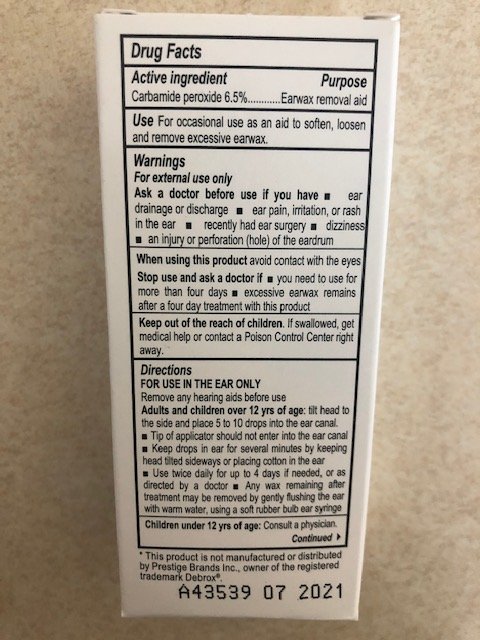 Drug Facts
Active ingredient Purpose
Carbamide peroxide 6.5%............Earwax removal aid
Use For occasional use as an aid to soften, loosen
and remove excessive earwax.
Warnings
For external use only
Ask a doctor before use if you have ■ ear
drainage or discharge ■ ear pain, irritation, or rash
in the ear ■ recently had ear surgery ■ dizziness
■ an injury or perforation (hole) of the eardrum
When using this product avoid contact with the eyes
Stop use and ask a doctor if ■ you need to use for
more than four days ■ excessive earwax remains
after a four day treatment with this product
Keep out of the reach of children. If swallowed, get
medical help or contact a Poison Control Center right
away.
Directions
FOR USE IN THE EAR ONLY
Remove any hearing aids before use
Adults and children over 12 yrs of age: tilt head to
the side and place 5 to 10 drops into the ear canal.
■ Tip of applicator should not enter into the ear canal
■ Keep drops in ear for several minutes by keeping
head tilted sideways or placing cotton in the ear
■ Use twice daily for up to 4 days if needed, or as
directed by a doctor ■ Any wax remaining after
treatment may be removed by gently flushing the ear
with warm water, using a soft rubber bulb ear syringe
Children under 12 yrs of age: Consult a physician.
Continued ▶
* This product is not manufactured or distributed
by Prestige Brands Inc., owner of the registered
trademark Debrox®.
A43539 07 2021